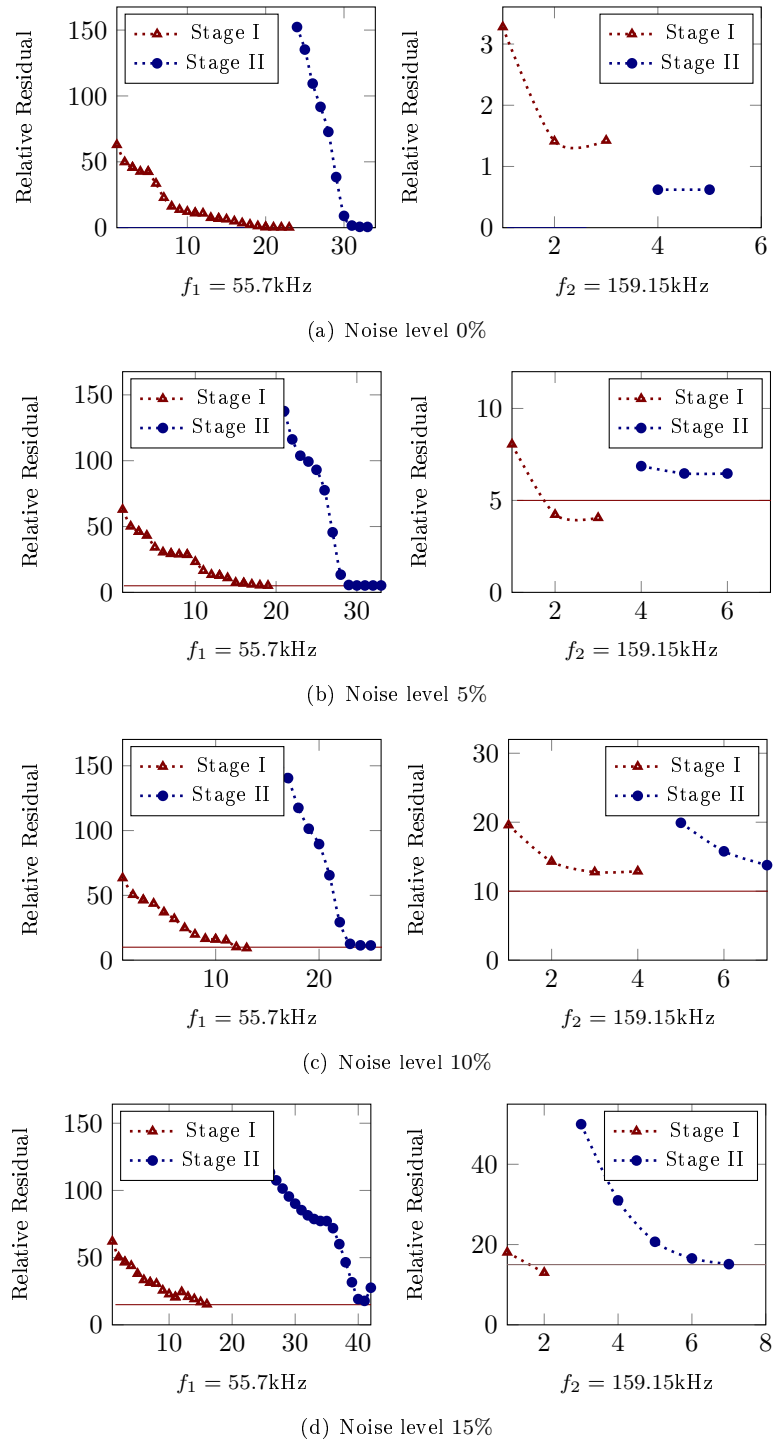 Relative Residual
150
100
50
0
10
20
30
Stage I
Stage II
f₁ = 55.7kHz
Relative Residual
3
2
1
0
2
4
6
Stage I
Stage II
f₂ = 159.15kHz
(a) Noise level 0%
Relative Residual
150
100
50
0
10
20
30
Stage I
Stage II
f₁ = 55.7kHz
Relative Residual
10
5
0
2
4
6
Stage I
Stage II
f₂ = 159.15kHz
(b) Noise level 5%
Relative Residual
150
100
50
0
10
20
Stage I
Stage II
f₁ = 55.7kHz
Relative Residual
30
20
10
0
2
4
6
Stage I
Stage II
f₂ = 159.15kHz
(c) Noise level 10%
Relative Residual
150
100
50
0
10
20
30
40
Stage I
Stage II
f₁ = 55.7kHz
Relative Residual
40
20
0
2
4
6
8
Stage I
Stage II
f₂ = 159.15kHz
(d) Noise level 15%